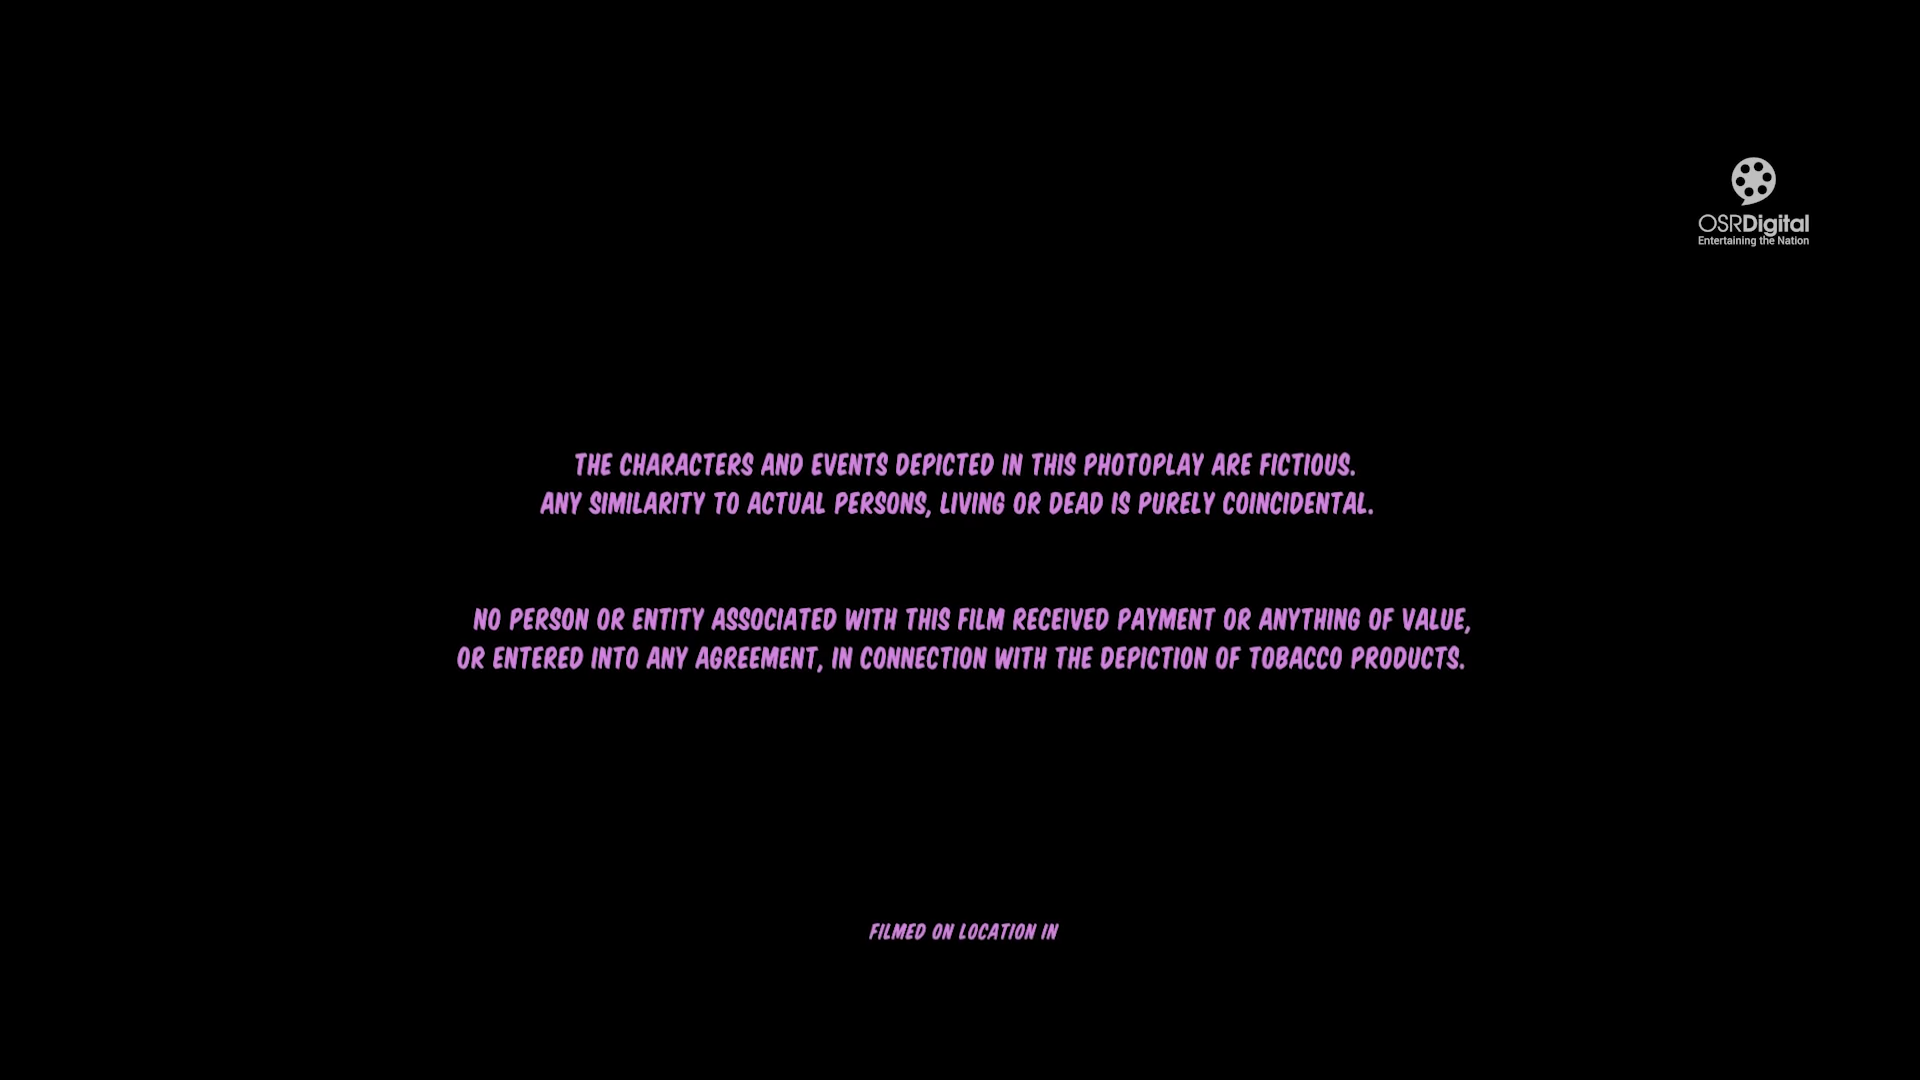 OSRDigital
Entertaining the Nation
THE CHARACTERS AND EVENTS DEPICTED IN THIS PHOTOPLAY ARE FICTIOUS.
ANY SIMILARITY TO ACTUAL PERSONS, LIVING OR DEAD IS PURELY COINCIDENTAL.
NO PERSON OR ENTITY ASSOCIATED WITH THIS FILM RECEIVED PAYMENT OR ANYTHING OF VALUE,
OR ENTERED INTO ANY AGREEMENT, IN CONNECTION WITH THE DEPICTION OF TOBACCO PRODUCTS.
FILMED ON LOCATION IN